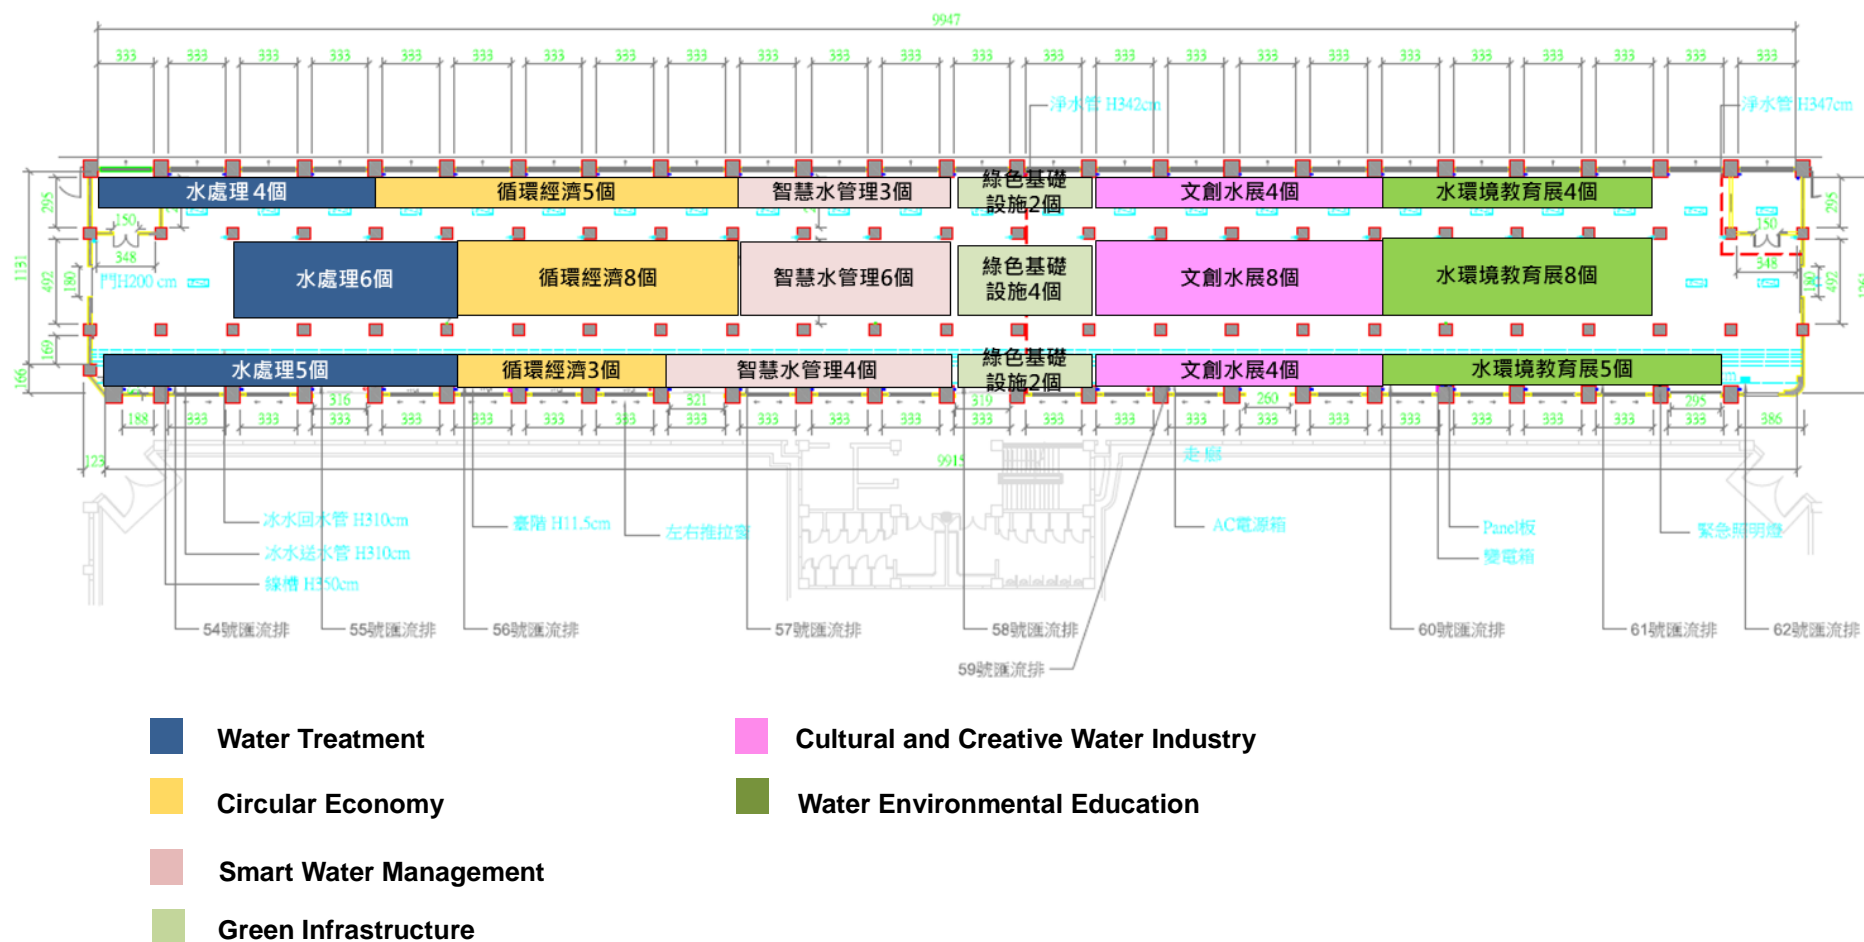 9947
333 333 333 333 333 333 333 333 333 333 333 333 333 333 333 333 333 333 333 333 333 333 333 333
淨水管 H342cm
淨水管 H347cm
水處理 4個
循環經濟5個
智慧水管理3個
綠色基礎
設施2個
文創水展4個
水環境教育展4個
295
150
348
門H200 cm
1131
492
180
水處理6個
循環經濟8個
智慧水管理6個
綠色基礎
設施4個
文創水展8個
水環境教育展8個
295
150
348
492
180
1261
169
166
水處理5個
循環經濟3個
智慧水管理4個
綠色基礎
設施2個
文創水展4個
水環境教育展5個
316
321
319
260
295
188 333 333 333 333 333 333 333 333 333 333 333 333 333 333 333 333 333 333 333 333 333 333 386
123
9915
走廊
冰水回水管 H310cm
臺階 H11.5cm
左右推拉窗
AC電源箱
Panel板
緊急照明燈
冰水送水管 H310cm
變電箱
線槽 H350cm
54號匯流排
55號匯流排
56號匯流排
57號匯流排
58號匯流排
60號匯流排
61號匯流排
62號匯流排
59號匯流排
Water Treatment
Cultural and Creative Water Industry
Circular Economy
Water Environmental Education
Smart Water Management
Green Infrastructure